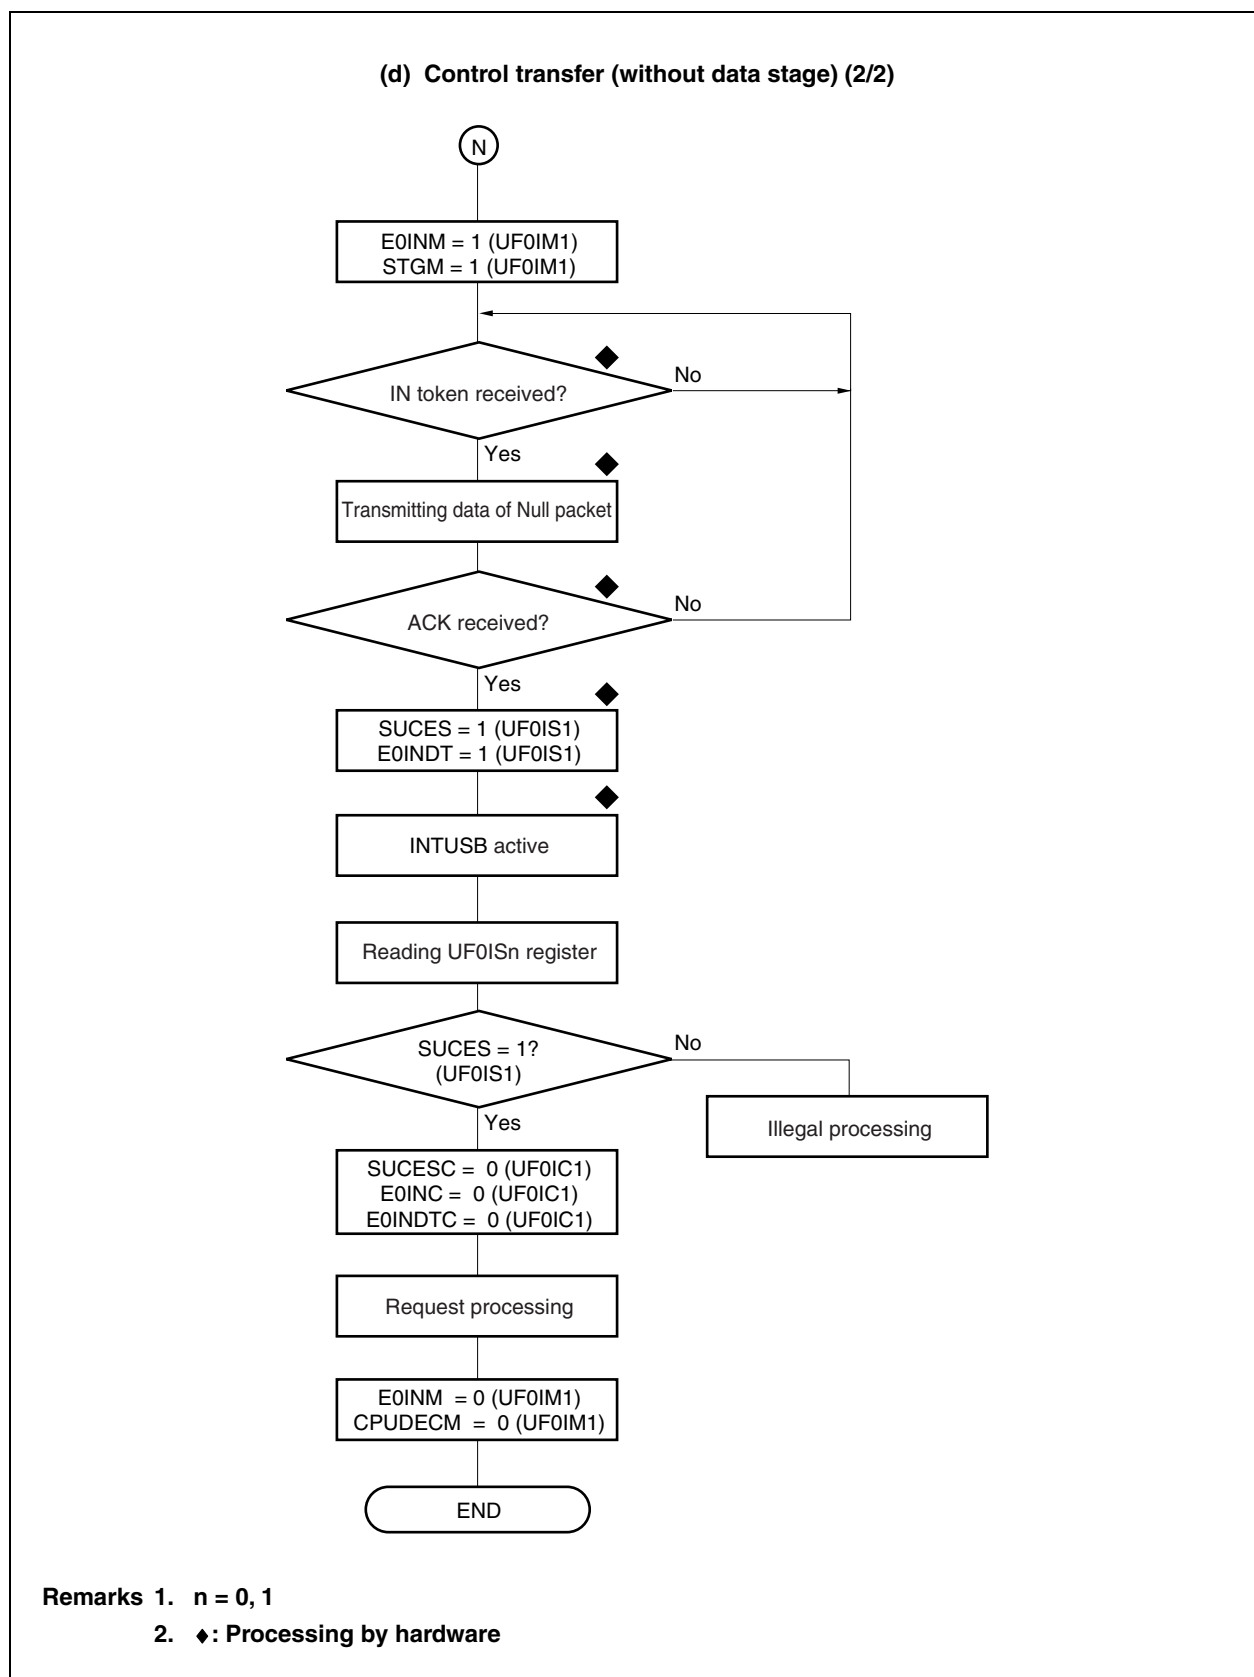 (d) Control transfer (without data stage) (2/2)
N
E0INM = 1 (UF0IM1)
STGM = 1 (UF0IM1)
IN token received?
No
Yes
Transmitting data of Null packet
ACK received?
No
Yes
SUCES = 1 (UF0IS1)
E0INDT = 1 (UF0IS1)
INTUSB active
Reading UF0ISn register
SUCES = 1?
(UF0IS1)
No
Yes
Illegal processing
SUCESC = 0 (UF0IC1)
E0INC = 0 (UF0IC1)
E0INDTC = 0 (UF0IC1)
Request processing
E0INM = 0 (UF0IM1)
CPUDECM = 0 (UF0IM1)
END
Remarks 1. n = 0, 1
2. ♦: Processing by hardware